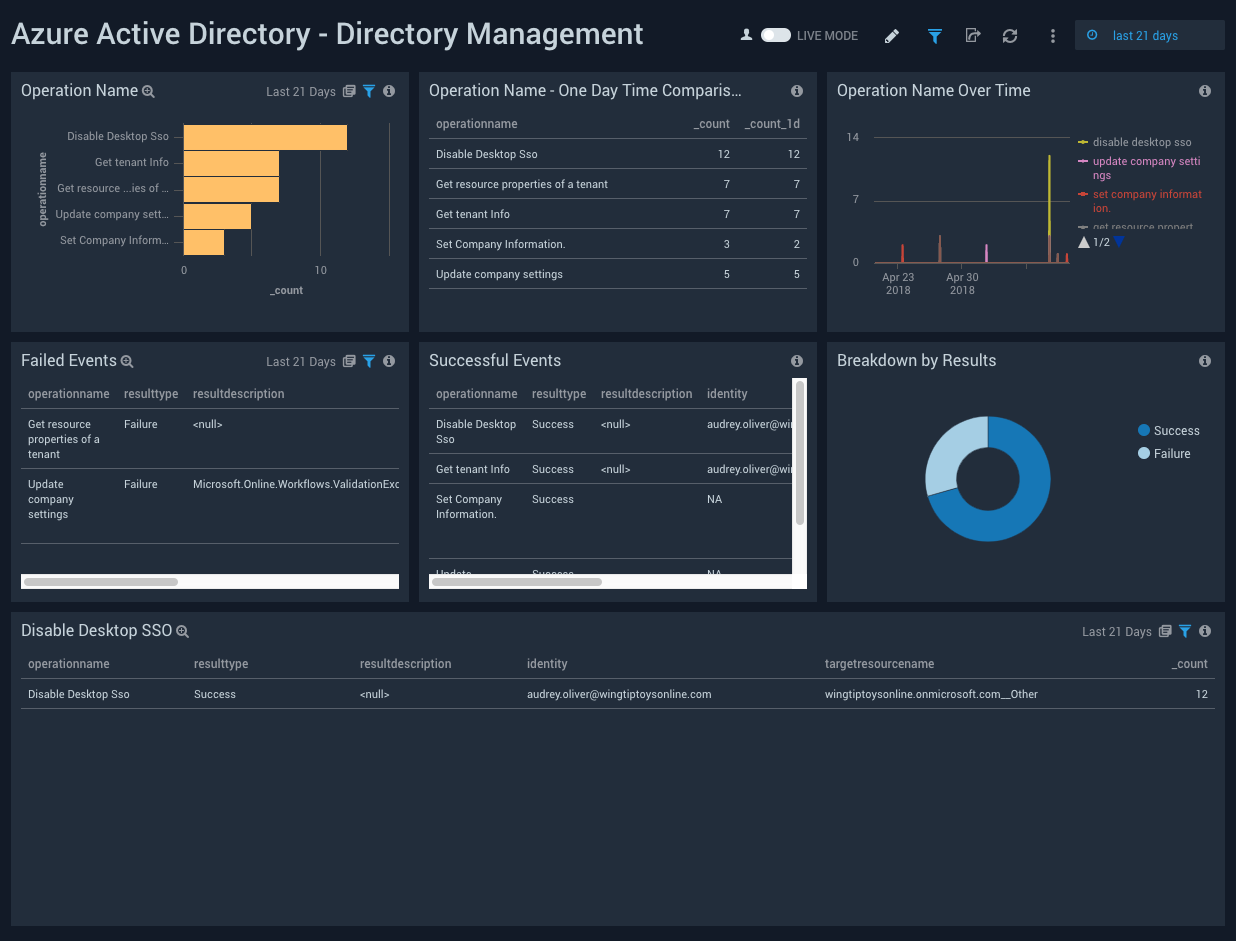 Azure Active Directory - Directory Management
LIVE MODE
last 21 days
Operation Name
Last 21 Days
operationname
Disable Desktop Sso
Get tenant Info
Get resource ...ies of ...
Update company sett...
Set Company Inform...
0
10
_count
Operation Name - One Day Time Comparis...
operationname _count _count_1d
Disable Desktop Sso 12 12
Get resource properties of a tenant 7 7
Get tenant Info 7 7
Set Company Information. 3 2
Update company settings 5 5
Operation Name Over Time
14
7
0
Apr 23
2018
Apr 30
2018
disable desktop sso
update company setti
ngs
set company informat
ion.
get resource propert
1/2
Failed Events
Last 21 Days
operationname resulttype resultdescription
Get resource Failure <null>
properties of a
tenant
Update Failure Microsoft.Online.Workflows.ValidationExc
company
settings
Successful Events
operationname resulttype resultdescription identity
Disable Desktop Success <null> audrey.oliver@win
Sso
Get tenant Info Success <null> audrey.oliver@wing
Set Company Success NA
Information.
Update Success NA
Breakdown by Results
Success
Failure
Disable Desktop SSO
Last 21 Days
operationname resulttype resultdescription identity targetresourcename _count
Disable Desktop Sso Success <null> audrey.oliver@wingtiptoysonline.com wingtiptoysonline.onmicrosoft.com__Other 12